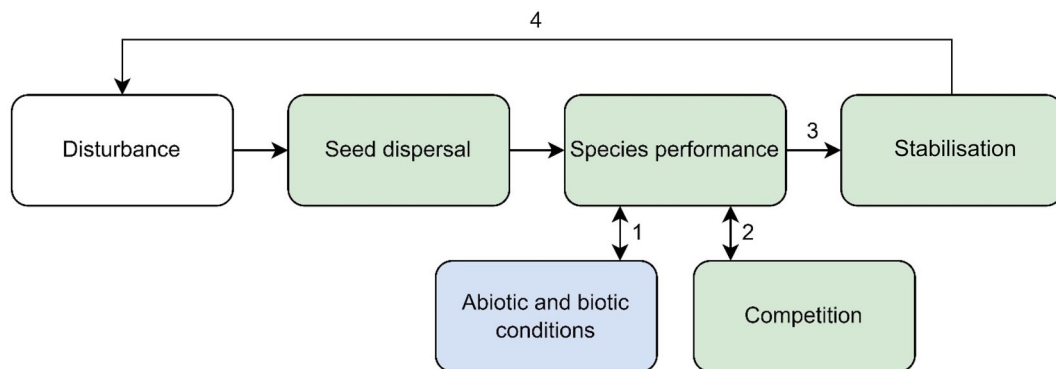 4
Disturbance
Seed dispersal
Species performance
3
Stabilisation
1
2
Abiotic and biotic
conditions
Competition